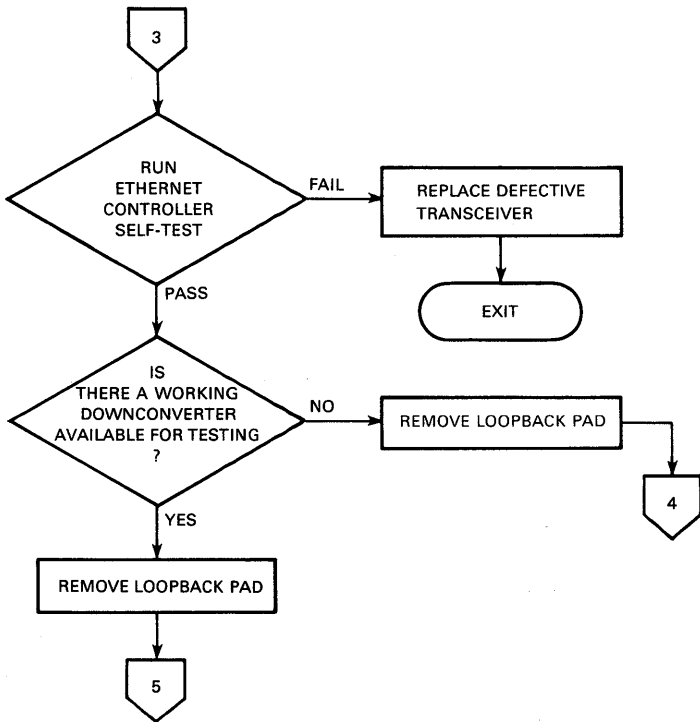 3
RUN
ETHERNET
CONTROLLER
SELF-TEST
FAIL
REPLACE DEFECTIVE
TRANSCEIVER
EXIT
PASS
IS
THERE A WORKING
DOWNCONVERTER
AVAILABLE FOR TESTING
?
NO
REMOVE LOOPBACK PAD
4
YES
REMOVE LOOPBACK PAD
5